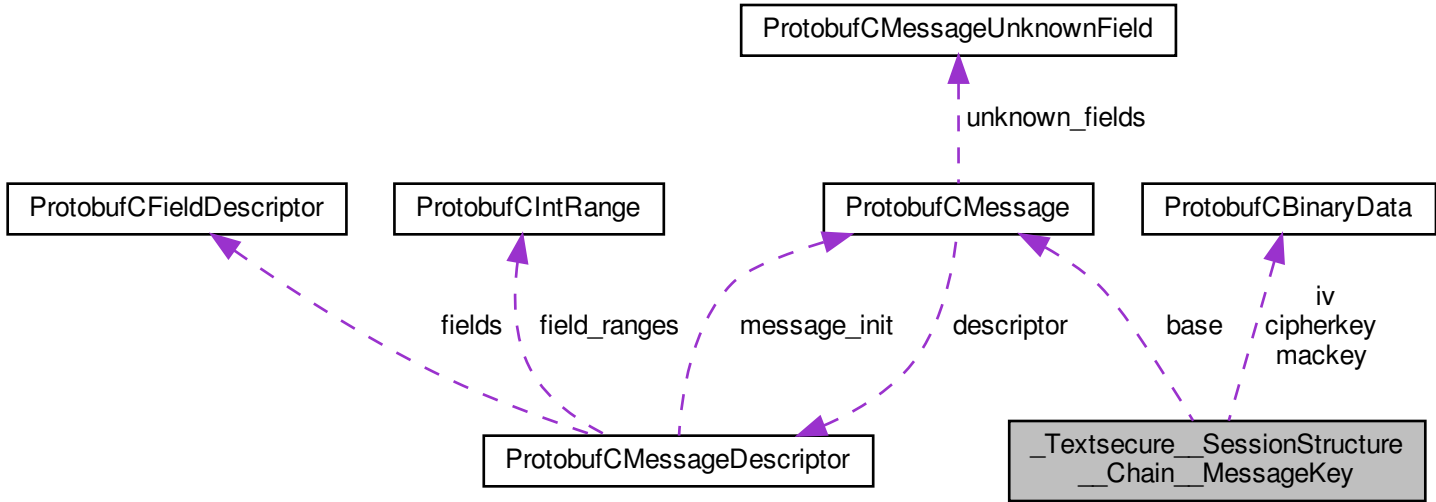 ProtobufCMessageUnknownField
unknown_fields
ProtobufCFieldDescriptor
ProtobufCIntRange
ProtobufCMessage
ProtobufCBinaryData
fields
field_ranges
message_init
descriptor
base
iv
cipherkey
mackey
ProtobufCMessageDescriptor
_Textsecure__SessionStructure
__Chain__MessageKey